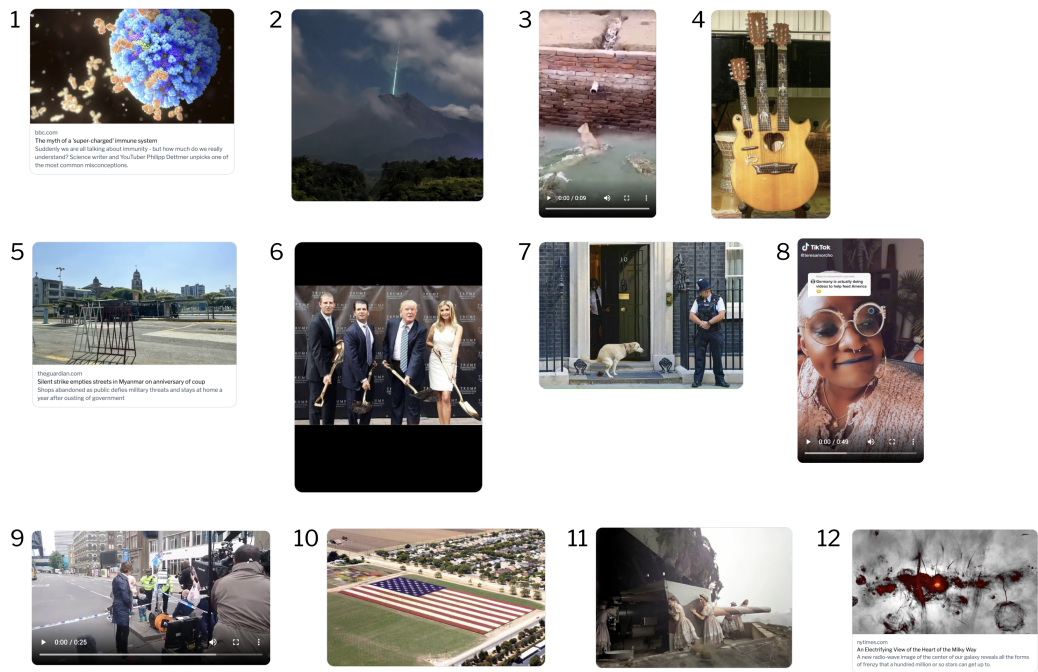 1
bbc.com
The myth of a 'super-charged' immune system
Suddenly we are all talking about immunity - but how much do we really
understand? Science writer and YouTuber Philipp Dettmer unpicks one of
the most common misconceptions.
2
3
0:00 / 0:09
4
5
theguardian.com
Silent strike empties streets in Myanmar on anniversary of coup
Shops abandoned as public defies military threats and stays at home a
year after ousting of government
6
TRUMP
TRUMP
7
10
8
TikTok
@teresamorcho
Germany is actually doing
videos to help feed America
0:00 / 0:49
9
0:00 / 0:25
10
11
12
nytimes.com
An Electrifying View of the Heart of the Milky Way
A new radio-wave image of the center of our galaxy reveals all the forms
of frenzy that a hundred million or so stars can get up to.